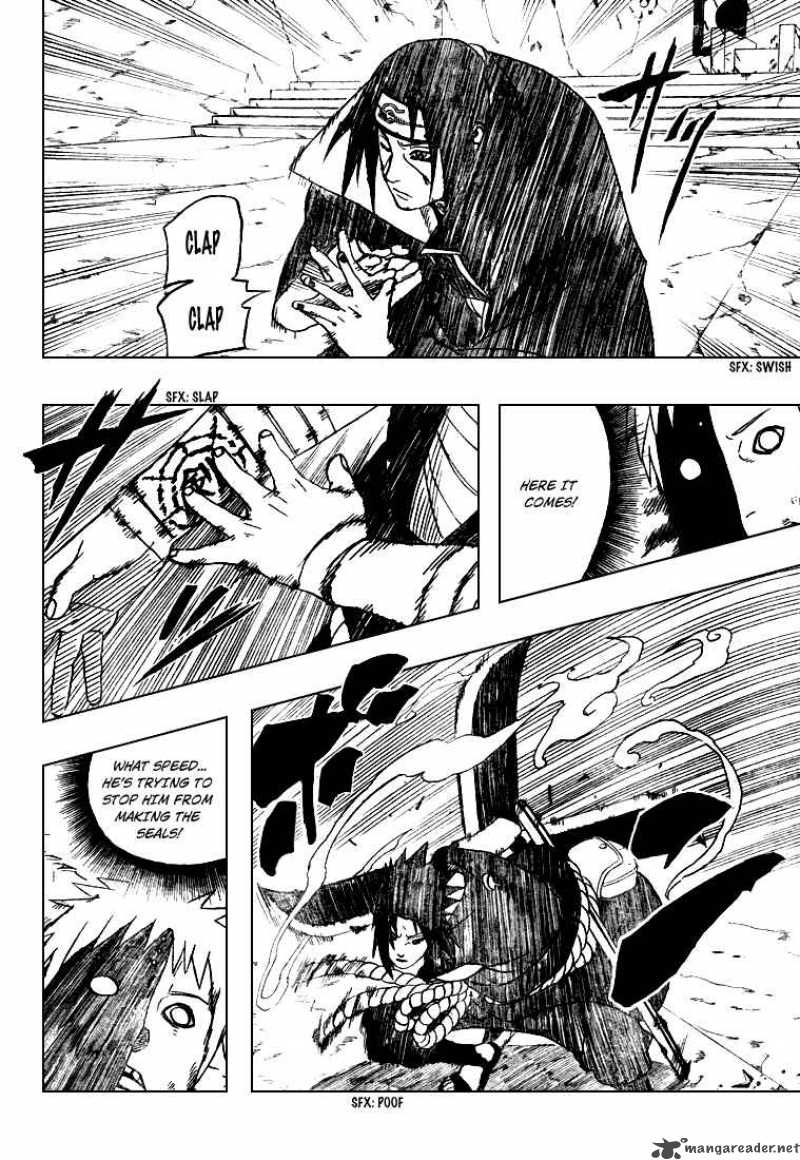 CLAP
CLAP
SFX: SWISH
SFX: SLAP
HERE IT
COMES!
WHAT SPEED...
HE'S TRYING TO
STOP HIM FROM
MAKING THE
SEALS!
SFX: POOF
mangareader.net